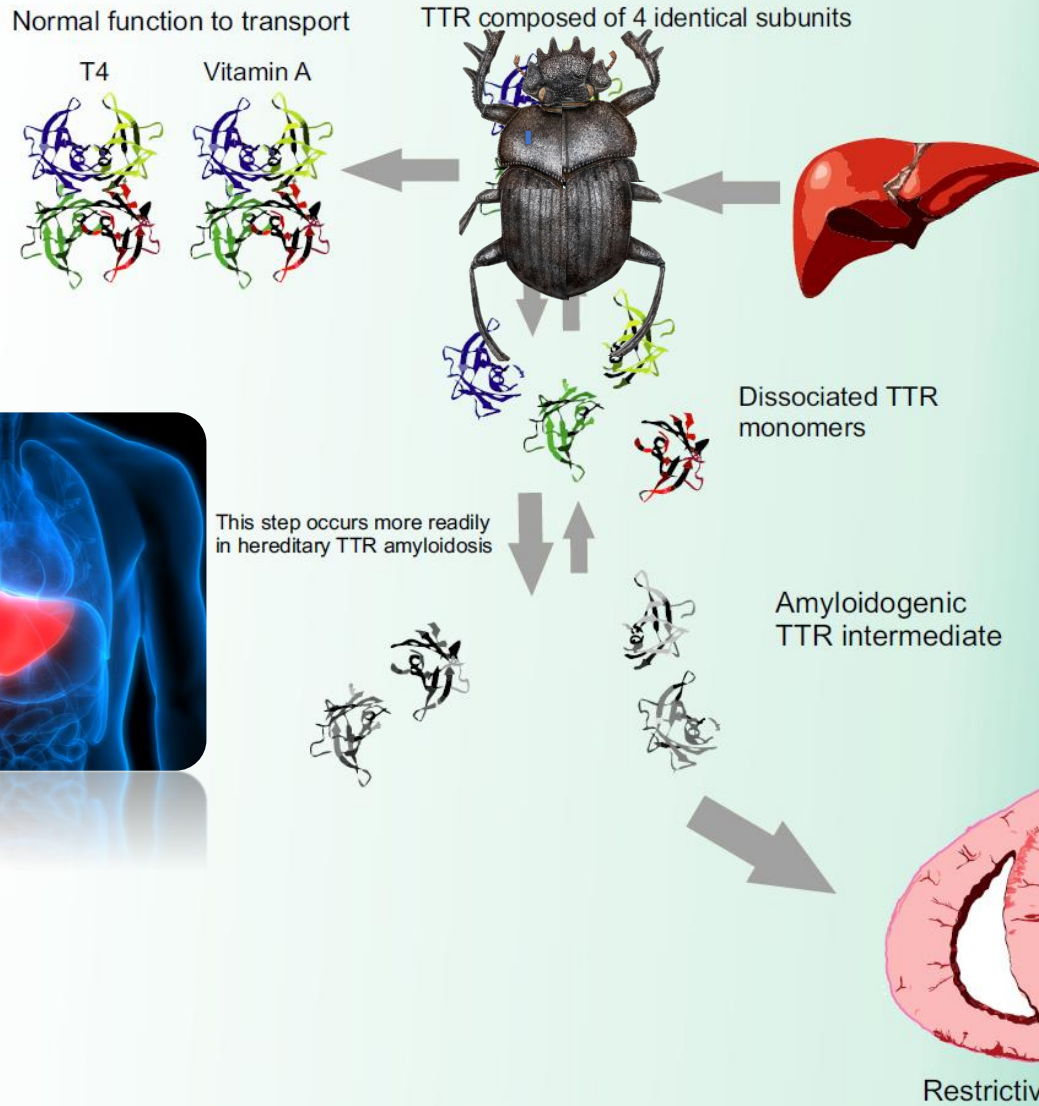 Normal function to transport
TTR composed of 4 identical subunits
T4
Vitamin A
Dissociated TTR
monomers
This step occurs more readily
in hereditary TTR amyloidosis
Amyloidogenic
TTR intermediate